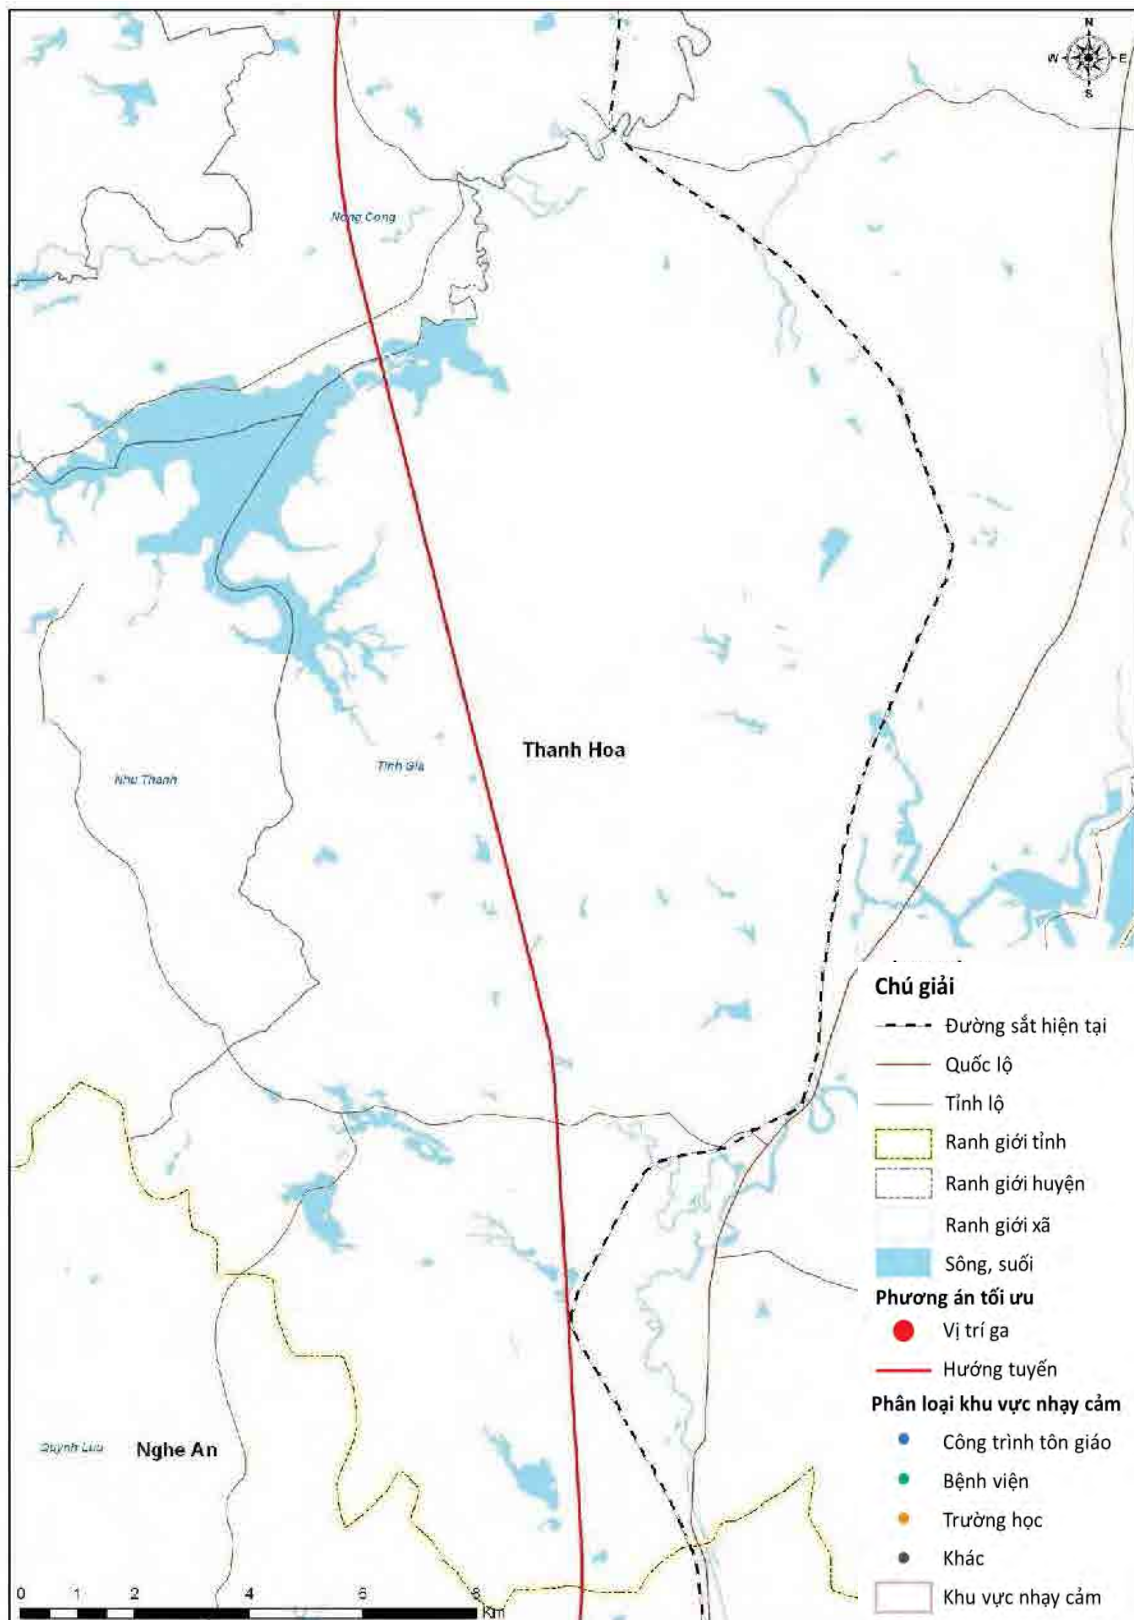 N
W E
S
Nong Cong
Thanh Hoa
Tinh Gia
Nhu Thanh
Chú giải
Đường sắt hiện tại
Quốc lộ
Tỉnh lộ
Ranh giới tỉnh
Ranh giới huyện
Ranh giới xã
Sông, suối
Phương án tối ưu
Vị trí ga
Hướng tuyến
Phân loại khu vực nhạy cảm
Công trình tôn giáo
Bệnh viện
Trường học
Khác
Khu vực nhạy cảm
Quynh Luu
Nghe An
0 1 2 4 6 8
Km